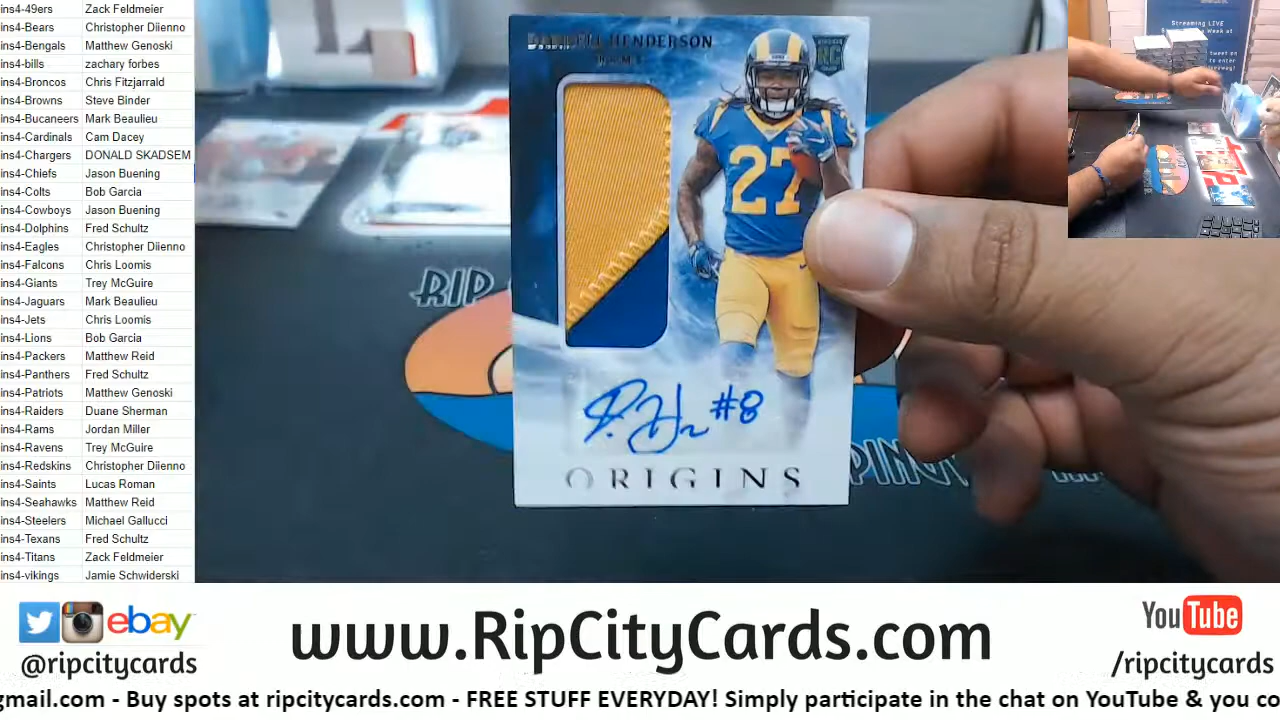 ins4-49ers Zack Feldmeier
ins4-Bears Christopher Diienno
ins4-Bengals Matthew Genoski
ins4-bills zachary forbes
ins4-Broncos Chris Fitzjarrald
ins4-Browns Steve Binder
ins4-Bucaneers Mark Beaulieu
ins4-Cardinals Cam Dacey
ins4-Chargers DONALD SKADSEM
ins4-Chiefs Jason Buening
ins4-Colts Bob Garcia
ins4-Cowboys Jason Buening
ins4-Dolphins Fred Schultz
ins4-Eagles Christopher Diienno
ins4-Falcons Chris Loomis
ins4-Giants Trey McGuire
ins4-Jaguars Mark Beaulieu
ins4-Jets Chris Loomis
ins4-Lions Bob Garcia
ins4-Packers Matthew Reid
ins4-Panthers Fred Schultz
ins4-Patriots Matthew Genoski
ins4-Raiders Duane Sherman
ins4-Rams Jordan Miller
ins4-Ravens Trey McGuire
ins4-Redskins Christopher Diienno
ins4-Saints Lucas Roman
ins4-Seahawks Matthew Reid
ins4-Steelers Michael Gallucci
ins4-Texans Fred Schultz
ins4-Titans Zack Feldmeier
ins4-vikings Jamie Schwiderski
HENDERSON
RAMS
RC
27
#8
ORIGINS
RIP
Streaming LIVE
ebay
@ripcitycards
www.RipCityCards.com
YouTube
/ripcitycards
gmail.com - Buy spots at ripcitycards.com - FREE STUFF EVERYDAY! Simply participate in the chat on YouTube & you co